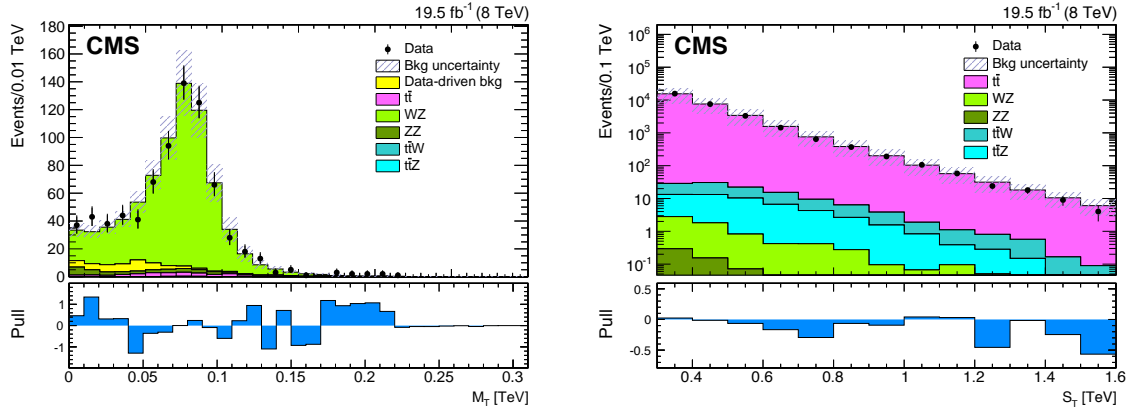 19.5 fb⁻¹ (8 TeV)
CMS
Events/0.01 TeV
180
160
140
120
100
80
60
40
20
0
Data
Bkg uncertainty
Data-driven bkg
tt̄
WZ
ZZ
tt̄W
tt̄Z
Pull
1
0
-1
0 0.05 0.1 0.15 0.2 0.25 0.3
M_T [TeV]
19.5 fb⁻¹ (8 TeV)
CMS
Events/0.1 TeV
10⁶
10⁵
10⁴
10³
10²
10
1
10⁻¹
Data
Bkg uncertainty
tt̄
WZ
ZZ
tt̄W
tt̄Z
Pull
0.5
0
-0.5
0.4 0.6 0.8 1 1.2 1.4 1.6
S_T [TeV]